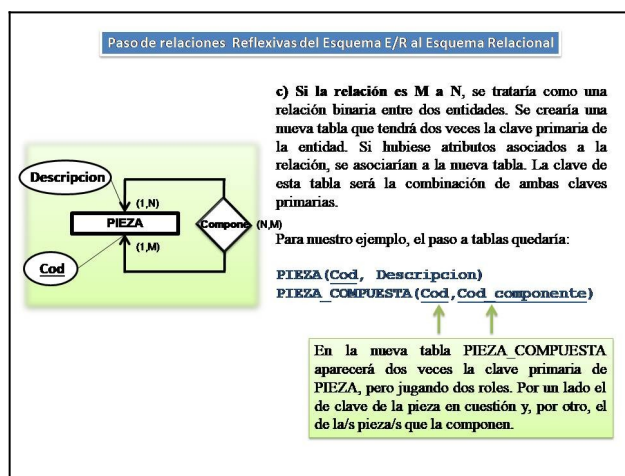 Paso de relaciones Reflexivas del Esquema E/R al Esquema Relacional
c) Si la relación es M a N, se trataría como una
relación binaria entre dos entidades. Se crearía una
nueva tabla que tendrá dos veces la clave primaria de
la entidad. Si hubiese atributos asociados a la
relación, se asociarían a la nueva tabla. La clave de
esta tabla será la combinación de ambas claves
primarias.
Descripcion
(1,N)
PIEZA
Compone
(N,M)
(1,M)
Cod
Para nuestro ejemplo, el paso a tablas quedaría:
PIEZA(Cod, Descripcion)
PIEZA_COMPUESTA(Cod,Cod_componente)
En la nueva tabla PIEZA_COMPUESTA
aparecerá dos veces la clave primaria de
PIEZA, pero jugando dos roles. Por un lado el
de clave de la pieza en cuestión y, por otro, el
de la/s pieza/s que la componen.